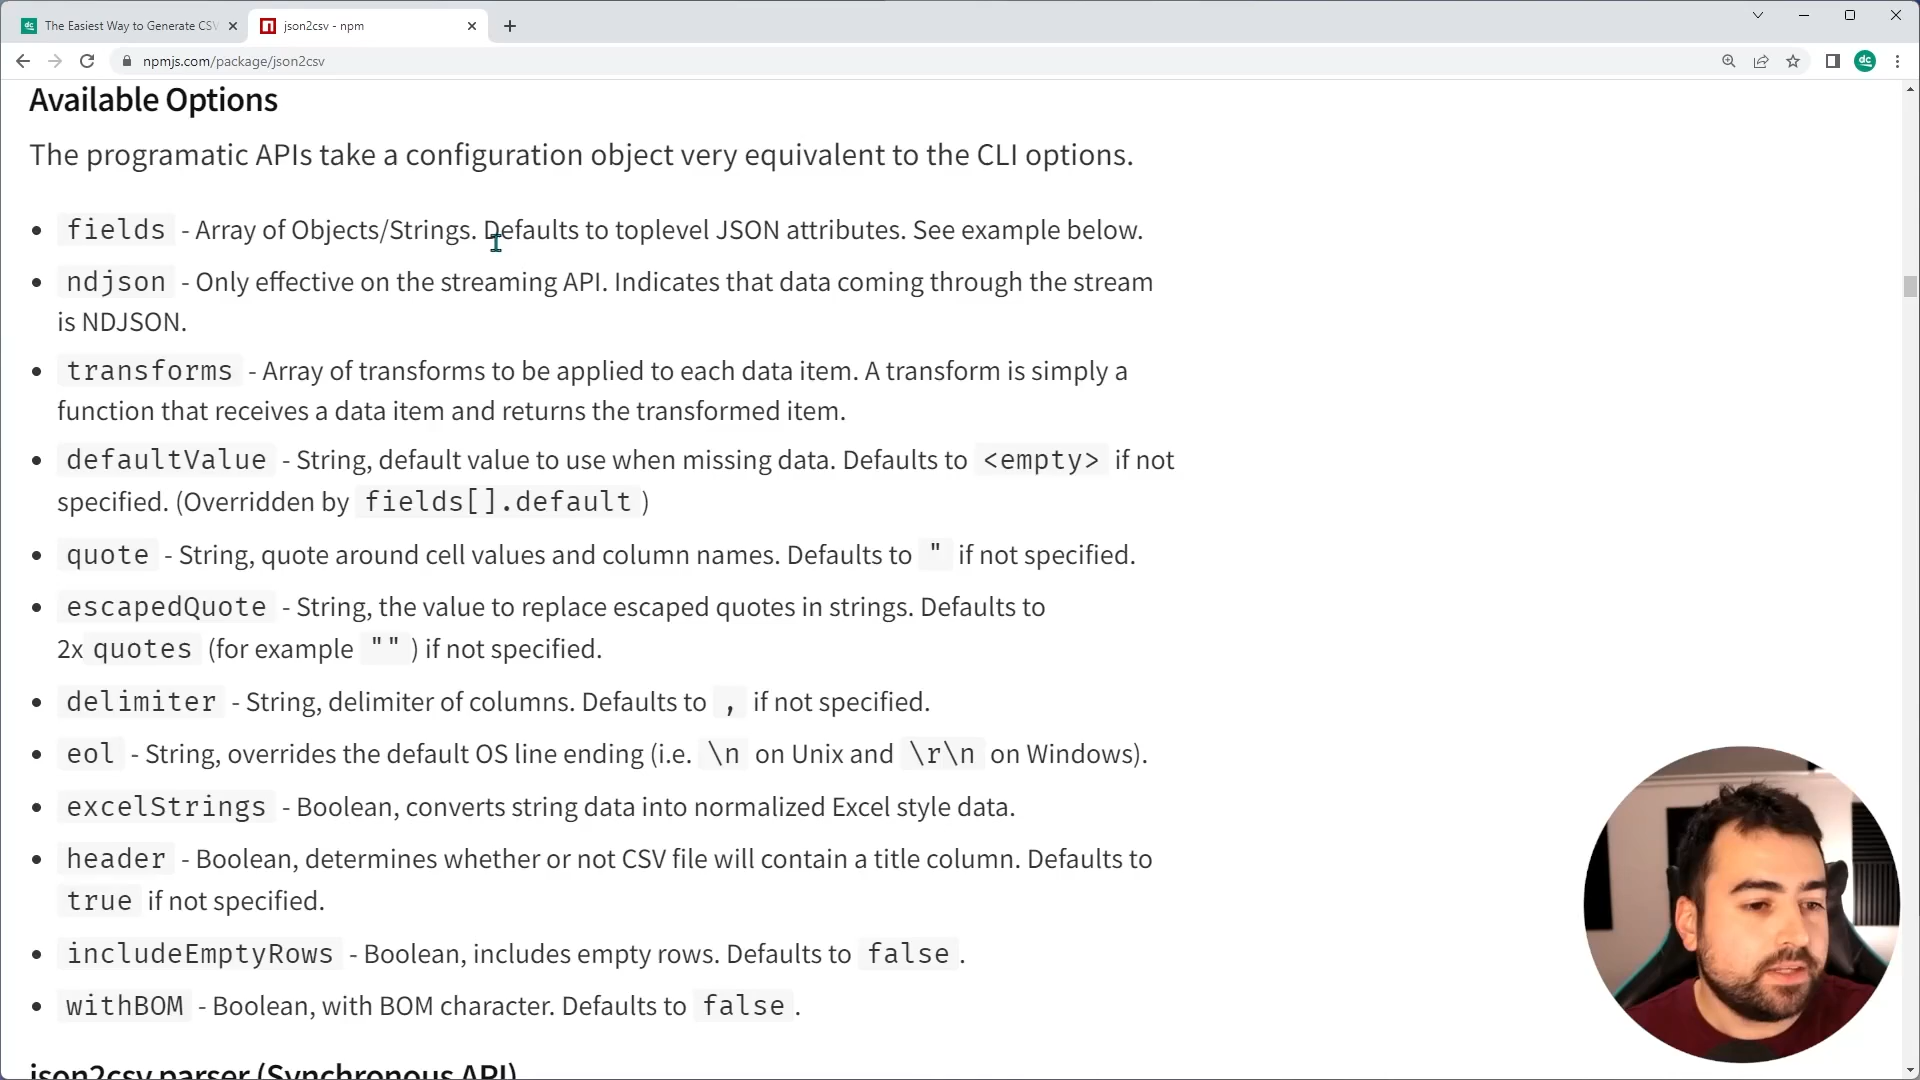 The Easiest Way to Generate CSV
json2csv - npm
npmjs.com/package/json2csv
dc
Available Options
The programatic APIs take a configuration object very equivalent to the CLI options.
fields - Array of Objects/Strings. Defaults to toplevel JSON attributes. See example below.
ndjson - Only effective on the streaming API. Indicates that data coming through the stream
is NDJSON.
transforms - Array of transforms to be applied to each data item. A transform is simply a
function that receives a data item and returns the transformed item.
defaultValue - String, default value to use when missing data. Defaults to <empty> if not
specified. (Overridden by fields[].default )
quote - String, quote around cell values and column names. Defaults to " if not specified.
escapedQuote - String, the value to replace escaped quotes in strings. Defaults to
2x quotes (for example "" ) if not specified.
delimiter - String, delimiter of columns. Defaults to , if not specified.
eol - String, overrides the default OS line ending (i.e. \n on Unix and \r\n on Windows).
excelStrings - Boolean, converts string data into normalized Excel style data.
header - Boolean, determines whether or not CSV file will contain a title column. Defaults to
true if not specified.
includeEmptyRows - Boolean, includes empty rows. Defaults to false .
withBOM - Boolean, with BOM character. Defaults to false .
json2csv parser (Synchronous API)